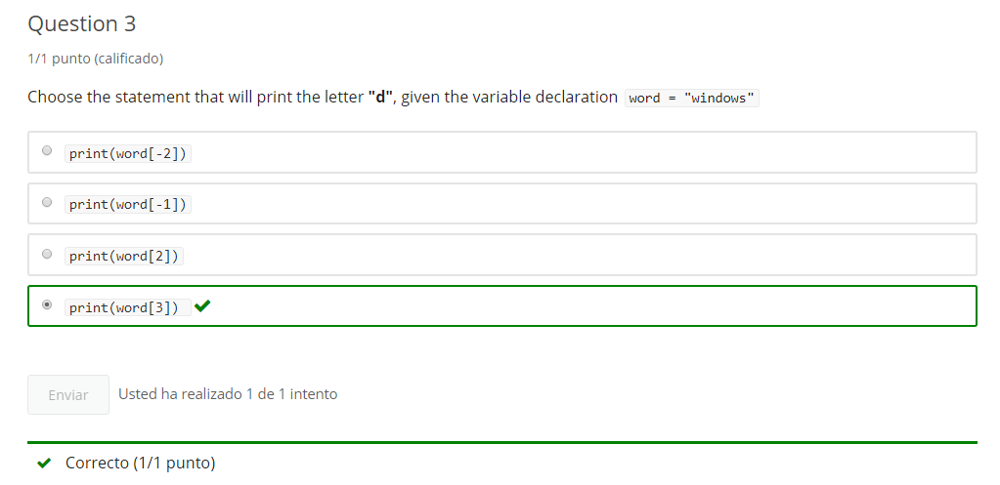 Question 3
1/1 punto (calificado)
Choose the statement that will print the letter "d", given the variable declaration word = "windows"
print(word[-2])
print(word[-1])
print(word[2])
print(word[3])
Enviar Usted ha realizado 1 de 1 intento
Correcto (1/1 punto)